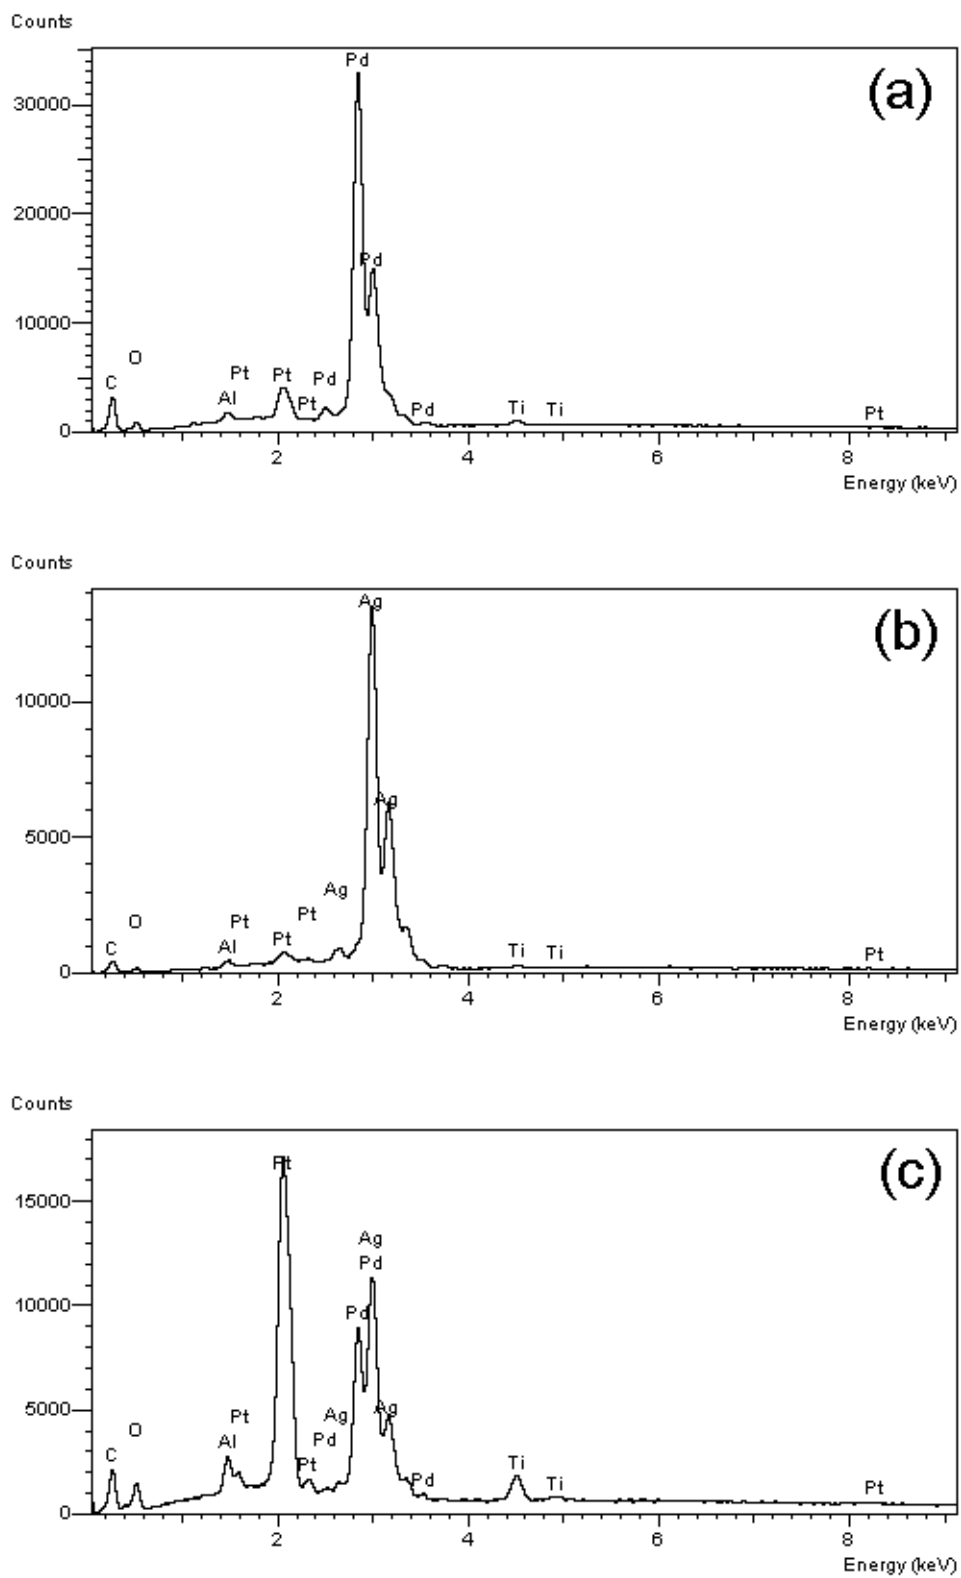 Counts
(a)
Pd
30000
20000
Pd
10000
O
Pt
Pt
Pd
C
Al
Pt
Pd
Ti
Ti
Pt
0
2
4
6
8
Energy (keV)
Counts
(b)
Ag
10000
Ag
5000
Ag
O
Pt
Pt
C
Al
Pt
Ti
Ti
Pt
0
2
4
6
8
Energy (keV)
Counts
(c)
Pt
15000
Ag
Pd
10000
Pd
5000
Ag
Ag
Pt
O
Al
Pd
C
Pt
Pd
Ti
Ti
Pt
0
2
4
6
8
Energy (keV)